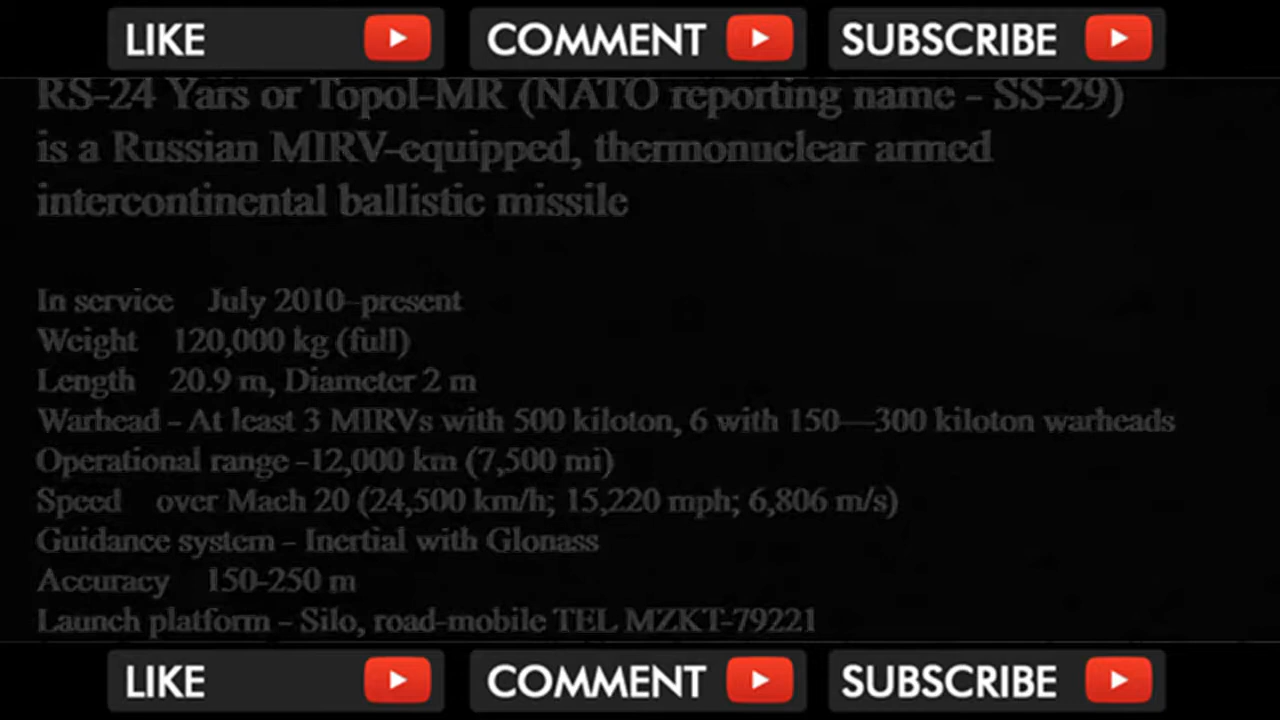 LIKE COMMENT SUBSCRIBE
RS-24 Yars or Topol-MR (NATO reporting name - SS-29)
is a Russian MIRV-equipped, thermonuclear armed
intercontinental ballistic missile
In service July 2010–present
Weight 120,000 kg (full)
Length 20.9 m, Diameter 2 m
Warhead - At least 3 MIRVs with 500 kiloton, 6 with 150—300 kiloton warheads
Operational range -12,000 km (7,500 mi)
Speed over Mach 20 (24,500 km/h; 15,220 mph; 6,806 m/s)
Guidance system - Inertial with Glonass
Accuracy 150-250 m
Launch platform - Silo, road-mobile TEL MZKT-79221
LIKE COMMENT SUBSCRIBE